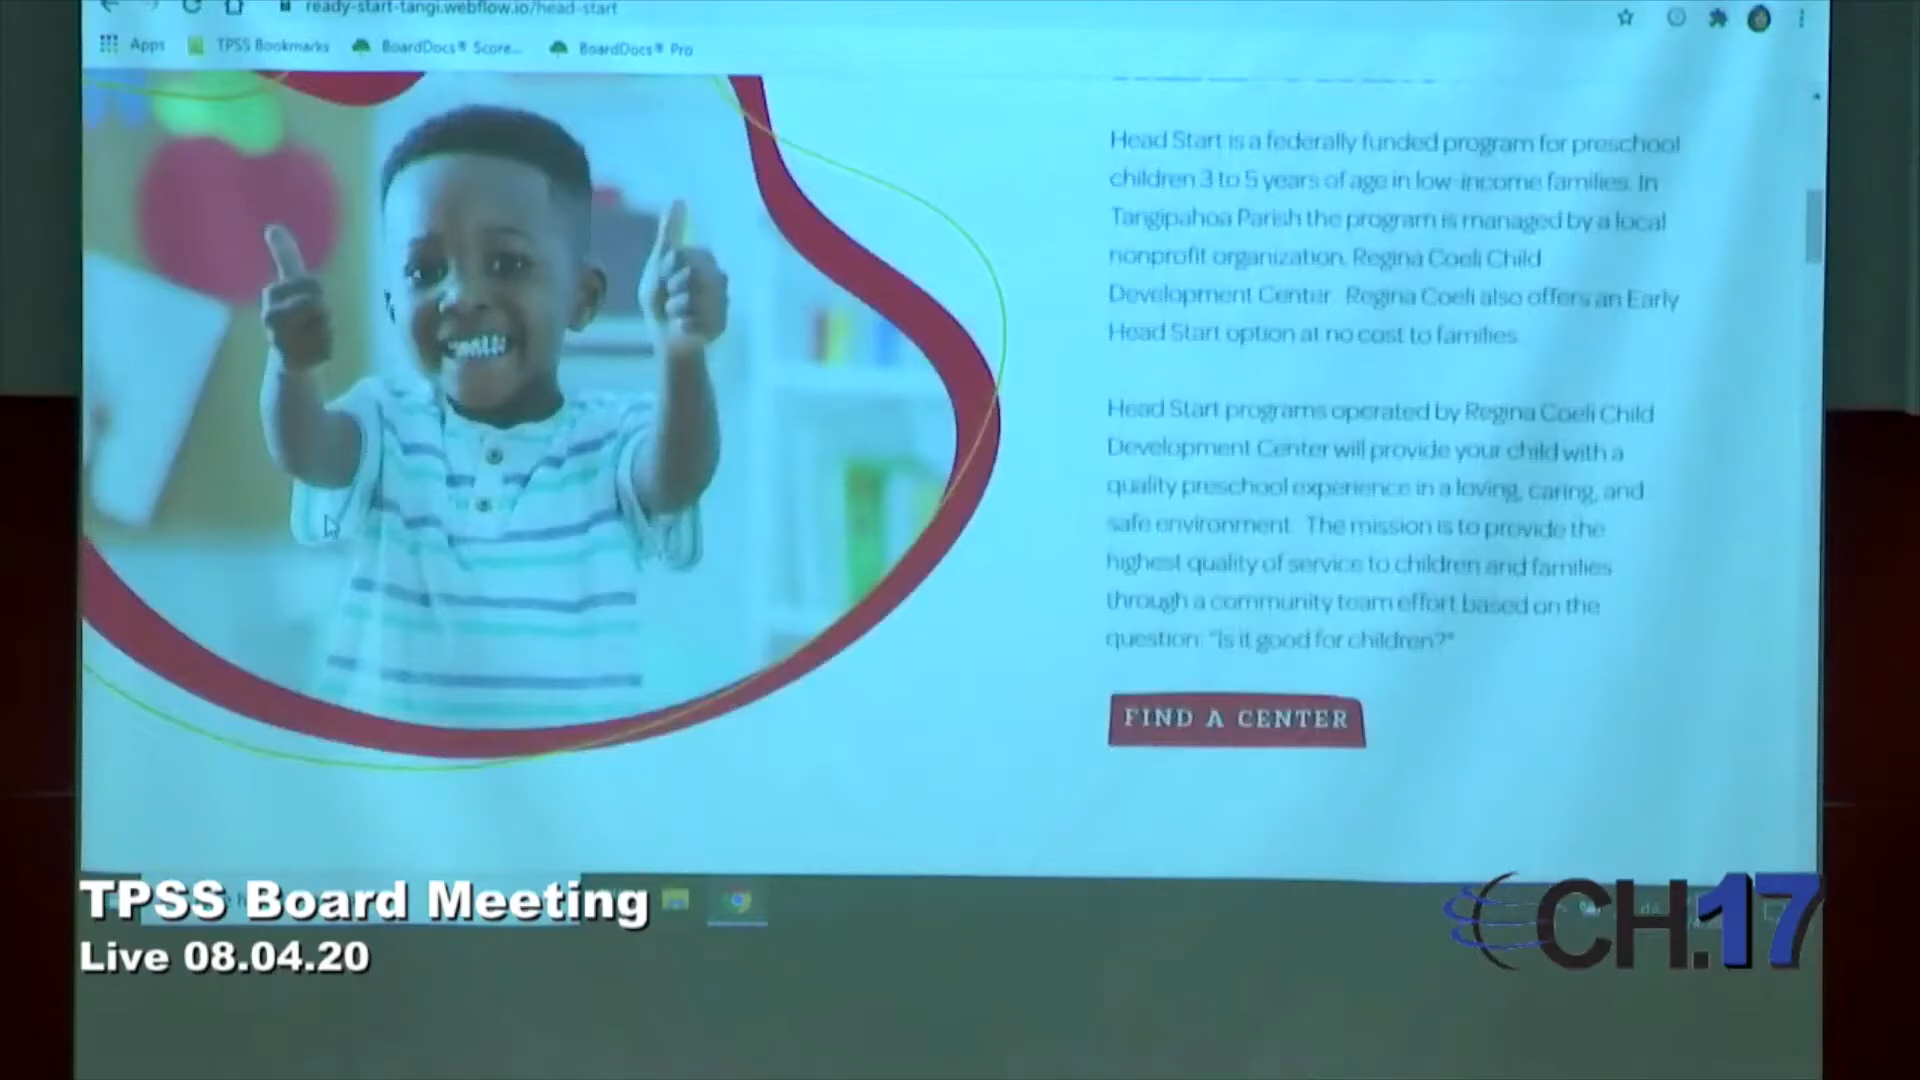 ready-start-tangi.webflow.io/head-start
Apps TPSS Bookmarks BoardDocs® Score... BoardDocs® Pro
Head Start is a federally funded program for preschool
children 3 to 5 years of age in low-income families. In
Tangipahoa Parish the program is managed by a local
nonprofit organization, Regina Coeli Child
Development Center. Regina Coeli also offers an Early
Head Start option at no cost to families.
Head Start programs operated by Regina Coeli Child
Development Center will provide your child with a
quality preschool experience in a loving, caring, and
safe environment. The mission is to provide the
highest quality of service to children and families
through a community team effort based on the
question: "Is it good for children?"
FIND A CENTER
TPSS Board Meeting
Live 08.04.20
CH.17